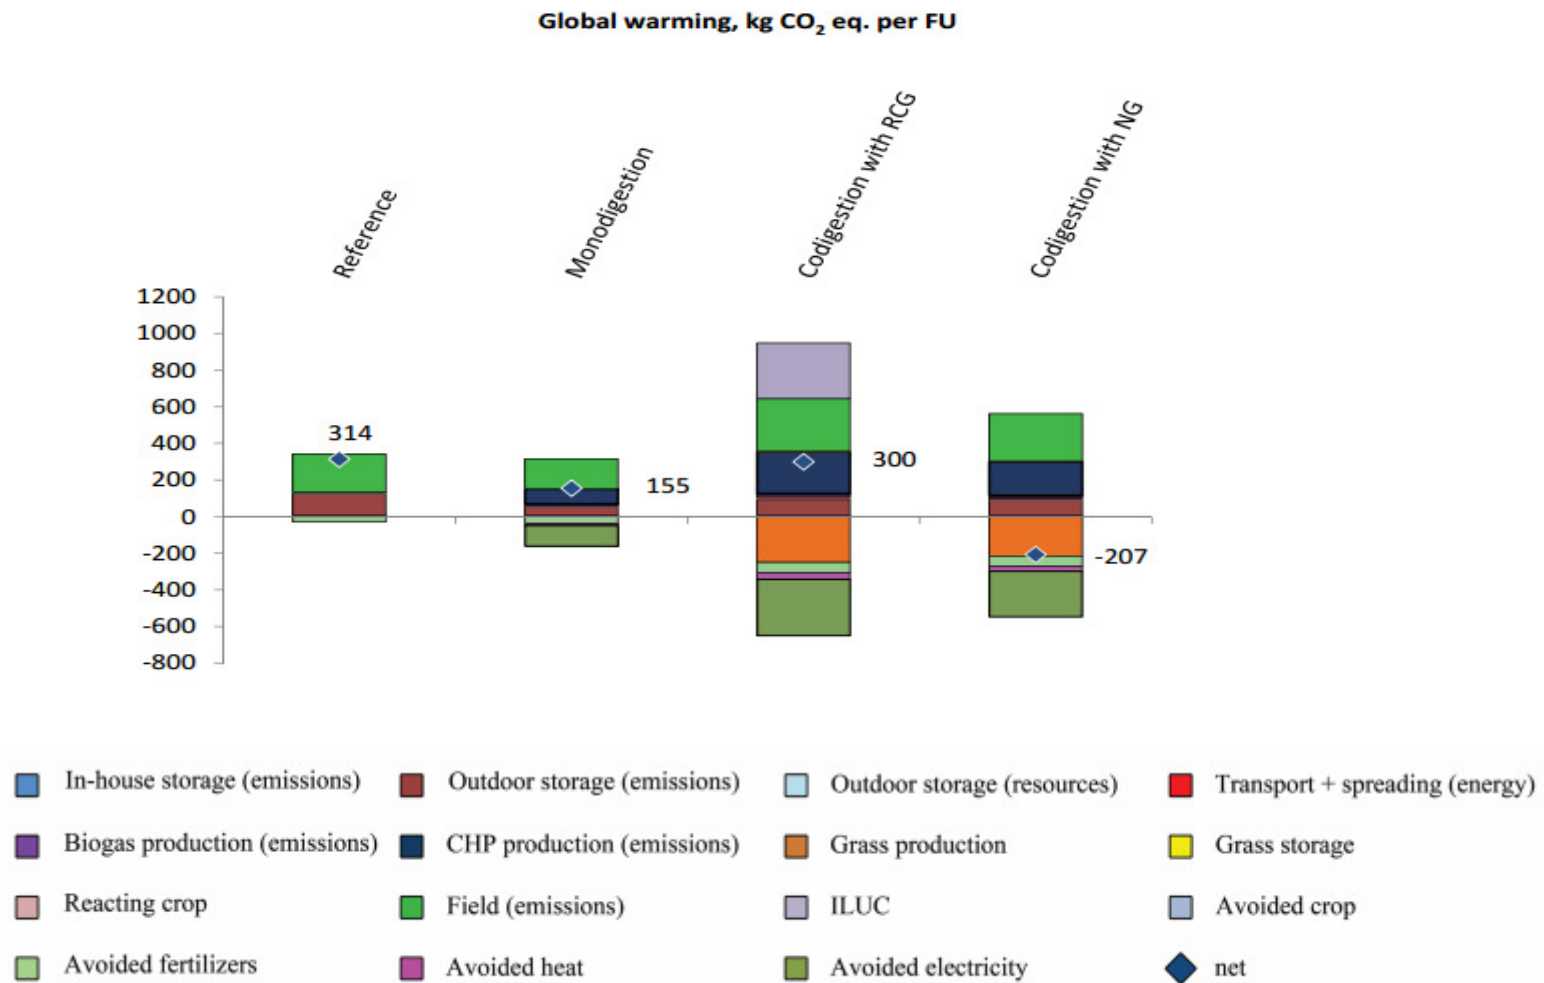 Global warming, kg CO₂ eq. per FU
Reference
Monodigestion
Codigestion with RCG
Codigestion with NG
1200
1000
800
600
400
200
0
-200
-400
-600
-800
314
155
300
-207
In-house storage (emissions)
Outdoor storage (emissions)
Outdoor storage (resources)
Transport + spreading (energy)
Biogas production (emissions)
CHP production (emissions)
Grass production
Grass storage
Reacting crop
Field (emissions)
ILUC
Avoided crop
Avoided fertilizers
Avoided heat
Avoided electricity
net